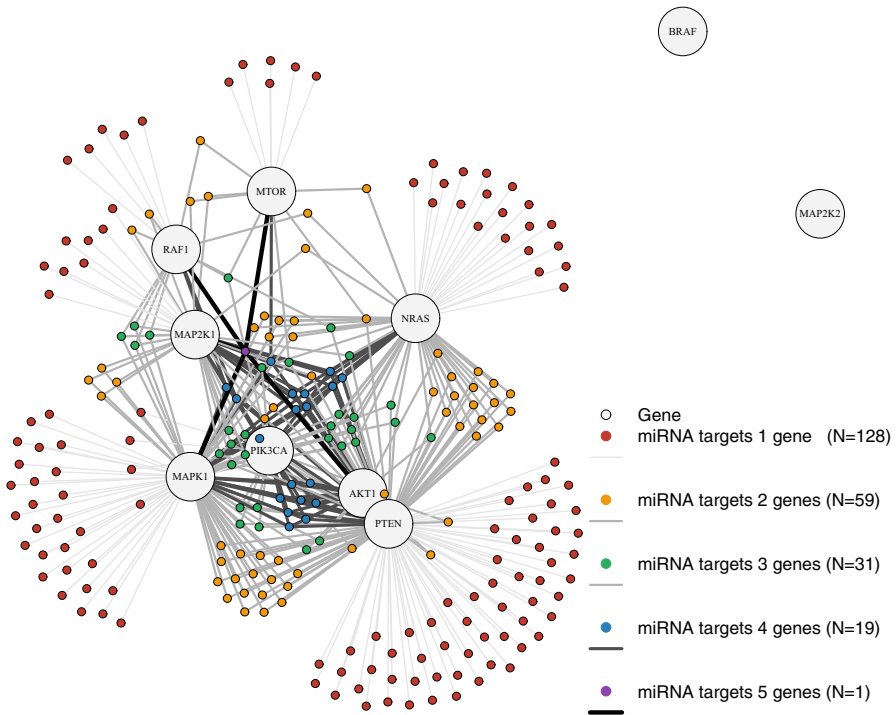 BRAF
MTOR
MAP2K2
RAF1
NRAS
MAP2K1
PIK3CA
MAPK1
AKT1
PTEN
Gene
miRNA targets 1 gene (N=128)
miRNA targets 2 genes (N=59)
miRNA targets 3 genes (N=31)
miRNA targets 4 genes (N=19)
miRNA targets 5 genes (N=1)